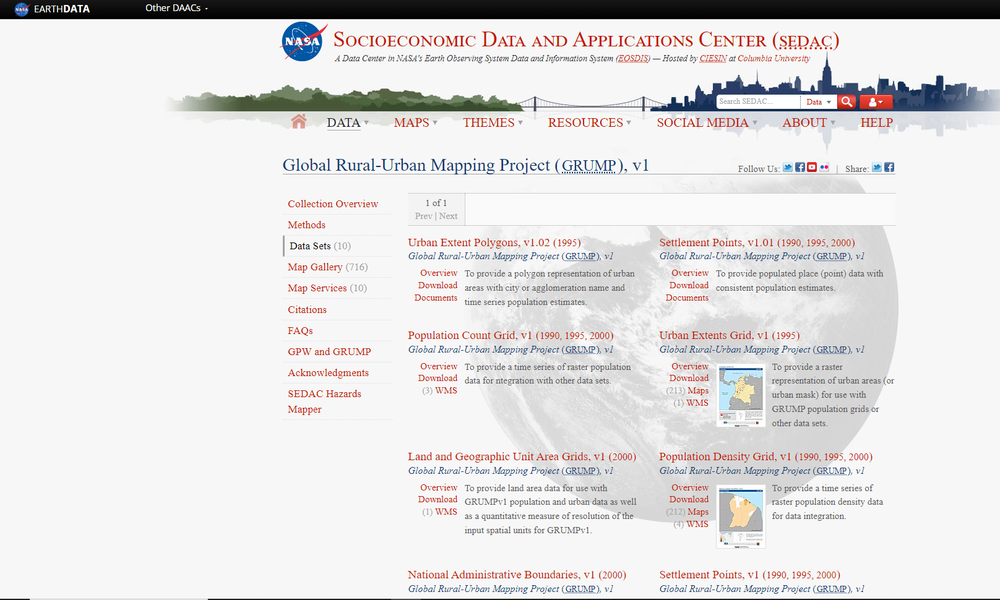 NASA EARTHDATA Other DAACs
NASA
SOCIOECONOMIC DATA AND APPLICATIONS CENTER (SEDAC)
A Data Center in NASA's Earth Observing System Data and Information System (EOSDIS) — Hosted by CIESIN at Columbia University
Search SEDAC... Data
DATA MAPS THEMES RESOURCES SOCIAL MEDIA ABOUT HELP
Global Rural-Urban Mapping Project (GRUMP), v1
Follow Us: | Share:
Collection Overview
Methods
Data Sets (10)
Map Gallery (716)
Map Services (10)
Citations
FAQs
GPW and GRUMP
Acknowledgments
SEDAC Hazards
Mapper
1 of 1
Prev | Next
Urban Extent Polygons, v1.02 (1995)
Global Rural-Urban Mapping Project (GRUMP), v1
Overview
Download
Documents
To provide a polygon representation of urban
areas with city or agglomeration name and
time series population estimates.
Settlement Points, v1.01 (1990, 1995, 2000)
Global Rural-Urban Mapping Project (GRUMP), v1
Overview
Download
Documents
To provide populated place (point) data with
consistent population estimates.
Population Count Grid, v1 (1990, 1995, 2000)
Global Rural-Urban Mapping Project (GRUMP), v1
Overview
Download
(3) WMS
To provide a time series of raster population
data for ntegration with other data sets.
Urban Extents Grid, v1 (1995)
Global Rural-Urban Mapping Project (GRUMP), v1
Overview
Download
(213) Maps
(1) WMS
To provide a raster
representation of urban areas (or
urban mask) for use with
GRUMP population grids or
other data sets.
Land and Geographic Unit Area Grids, v1 (2000)
Global Rural-Urban Mapping Project (GRUMP), v1
Overview
Download
(1) WMS
To provide land area data for use with
GRUMPv1 population and urban data as well
as a quantitative measure of resolution of the
input spatial units for GRUMPv1.
Population Density Grid, v1 (1990, 1995, 2000)
Global Rural-Urban Mapping Project (GRUMP), v1
Overview
Download
(212) Maps
(4) WMS
To provide a time series of
raster population density data
for data integration.
National Administrative Boundaries, v1 (2000)
Global Rural-Urban Mapping Project (GRUMP), v1
Settlement Points, v1 (1990, 1995, 2000)
Global Rural-Urban Mapping Project (GRUMP), v1